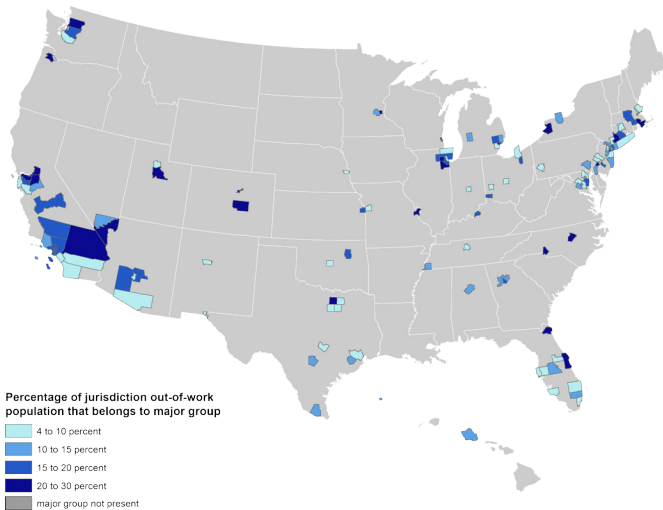 Percentage of jurisdiction out-of-work
population that belongs to major group
4 to 10 percent
10 to 15 percent
15 to 20 percent
20 to 30 percent
major group not present